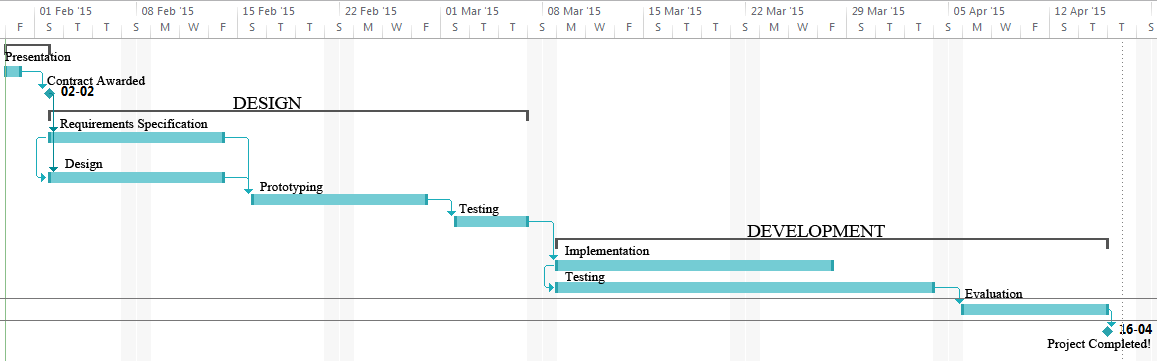 01 Feb '15 08 Feb '15 15 Feb '15 22 Feb '15 01 Mar '15 08 Mar '15 15 Mar '15 22 Mar '15 29 Mar '15 05 Apr '15 12 Apr '15
F S T T S M W F S T T S M W F S T T S M W F S T T S M W F S T T S M W F S T T S
Presentation
Contract Awarded
02-02
DESIGN
Requirements Specification
Design
Prototyping
Testing
DEVELOPMENT
Implementation
Testing
Evaluation
16-04
Project Completed!